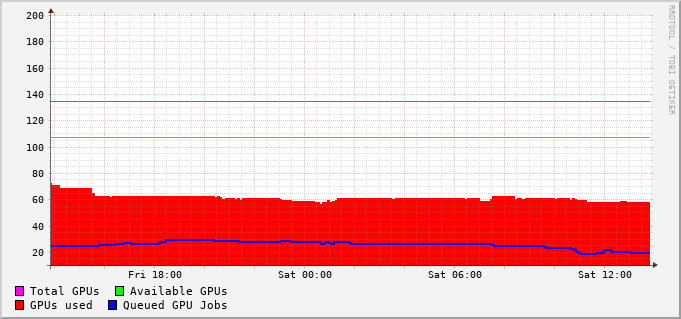 200
180
160
140
120
100
80
60
40
20
Fri 18:00 Sat 00:00 Sat 06:00 Sat 12:00
Total GPUs Available GPUs
GPUs used Queued GPU Jobs
RRDTOOL / TOBI OETIKER